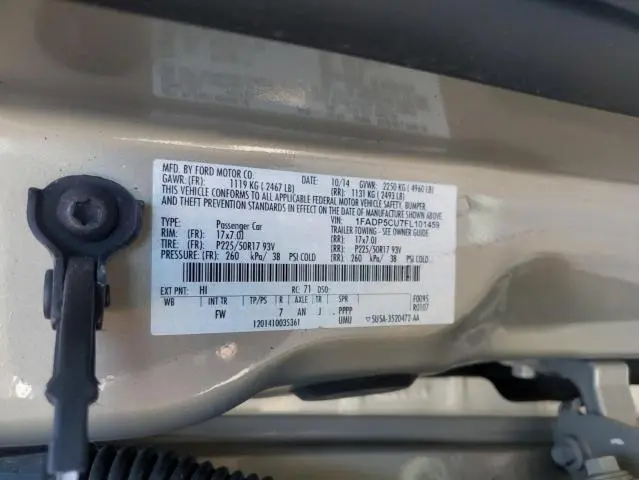 MFD. BY FORD MOTOR CO.
DATE: 10/14 GVWR: 2250 KG ( 4960 LB)
GAWR: (FR): 1119 KG ( 2467 LB) (RR): 1131 KG ( 2493 LB)
THIS VEHICLE CONFORMS TO ALL APPLICABLE FEDERAL MOTOR VEHICLE SAFETY, BUMPER,
AND THEFT PREVENTION STANDARDS IN EFFECT ON THE DATE OF MANUFACTURE SHOWN ABOVE.
VIN: 1FADP5CU7FL101459
TYPE: Passenger Car TRAILER TOWING - SEE OWNER GUIDE
RIM: (FR): 17x7.0J (RR): 17x7.0J
TIRE: (FR): P225/50R17 93V (RR): P225/50R17 93V
PRESSURE: (FR): 260 kPa/ 38 PSI COLD (RR): 260 kPa/ 38 PSI COLD
EXT PNT: HI RC: 71 DSO: F0095
WB INT TR TP/PS R AXLE TR SPR R0107
FW 7 AN J .. PPPP
1201410035361 UMU ▽ 5U5A-3520472-AA